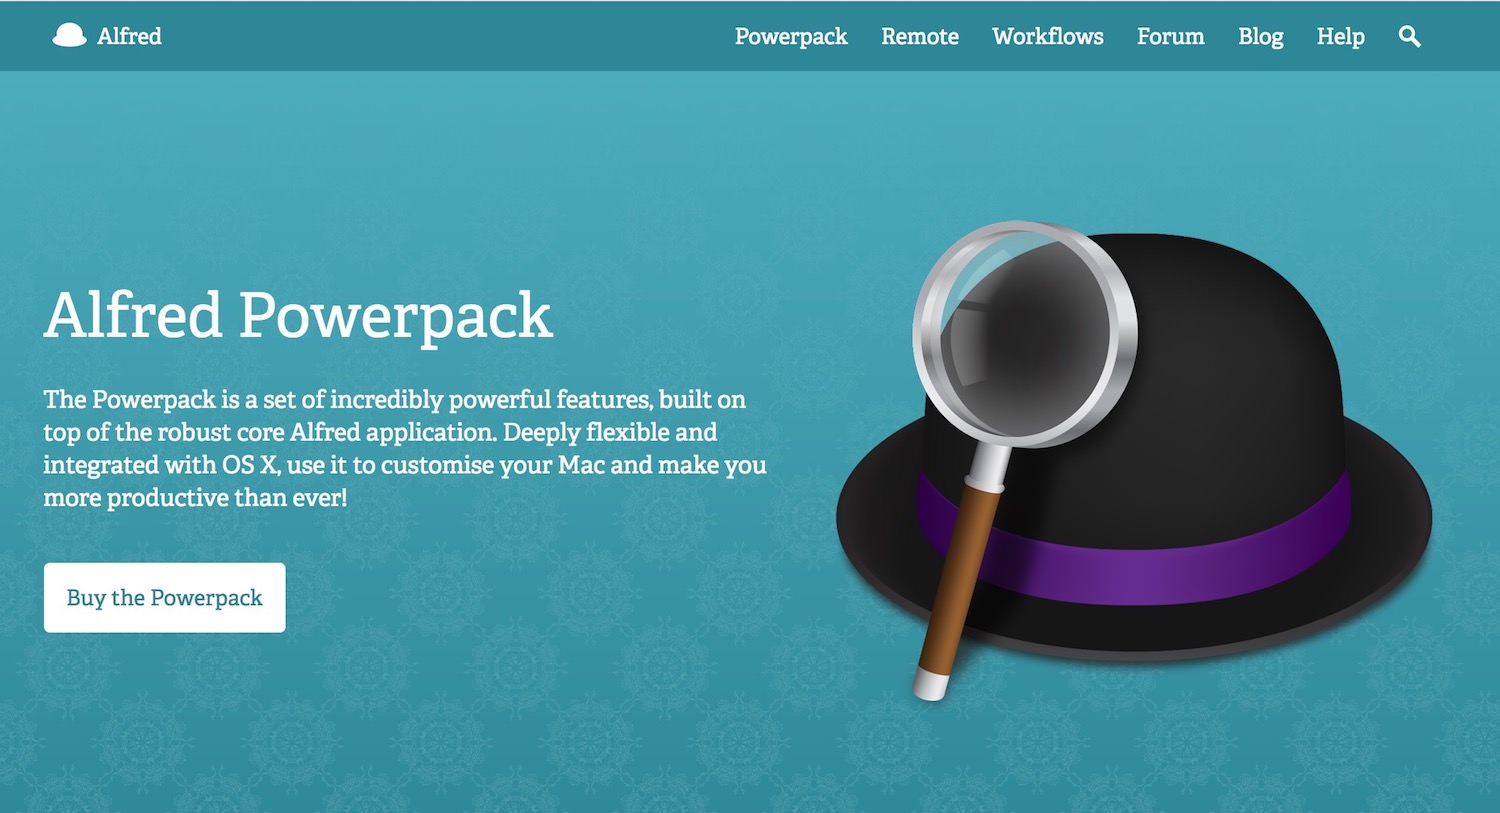 Alfred
Powerpack Remote Workflows Forum Blog Help
Alfred Powerpack
The Powerpack is a set of incredibly powerful features, built on
top of the robust core Alfred application. Deeply flexible and
integrated with OS X, use it to customise your Mac and make you
more productive than ever!
Buy the Powerpack